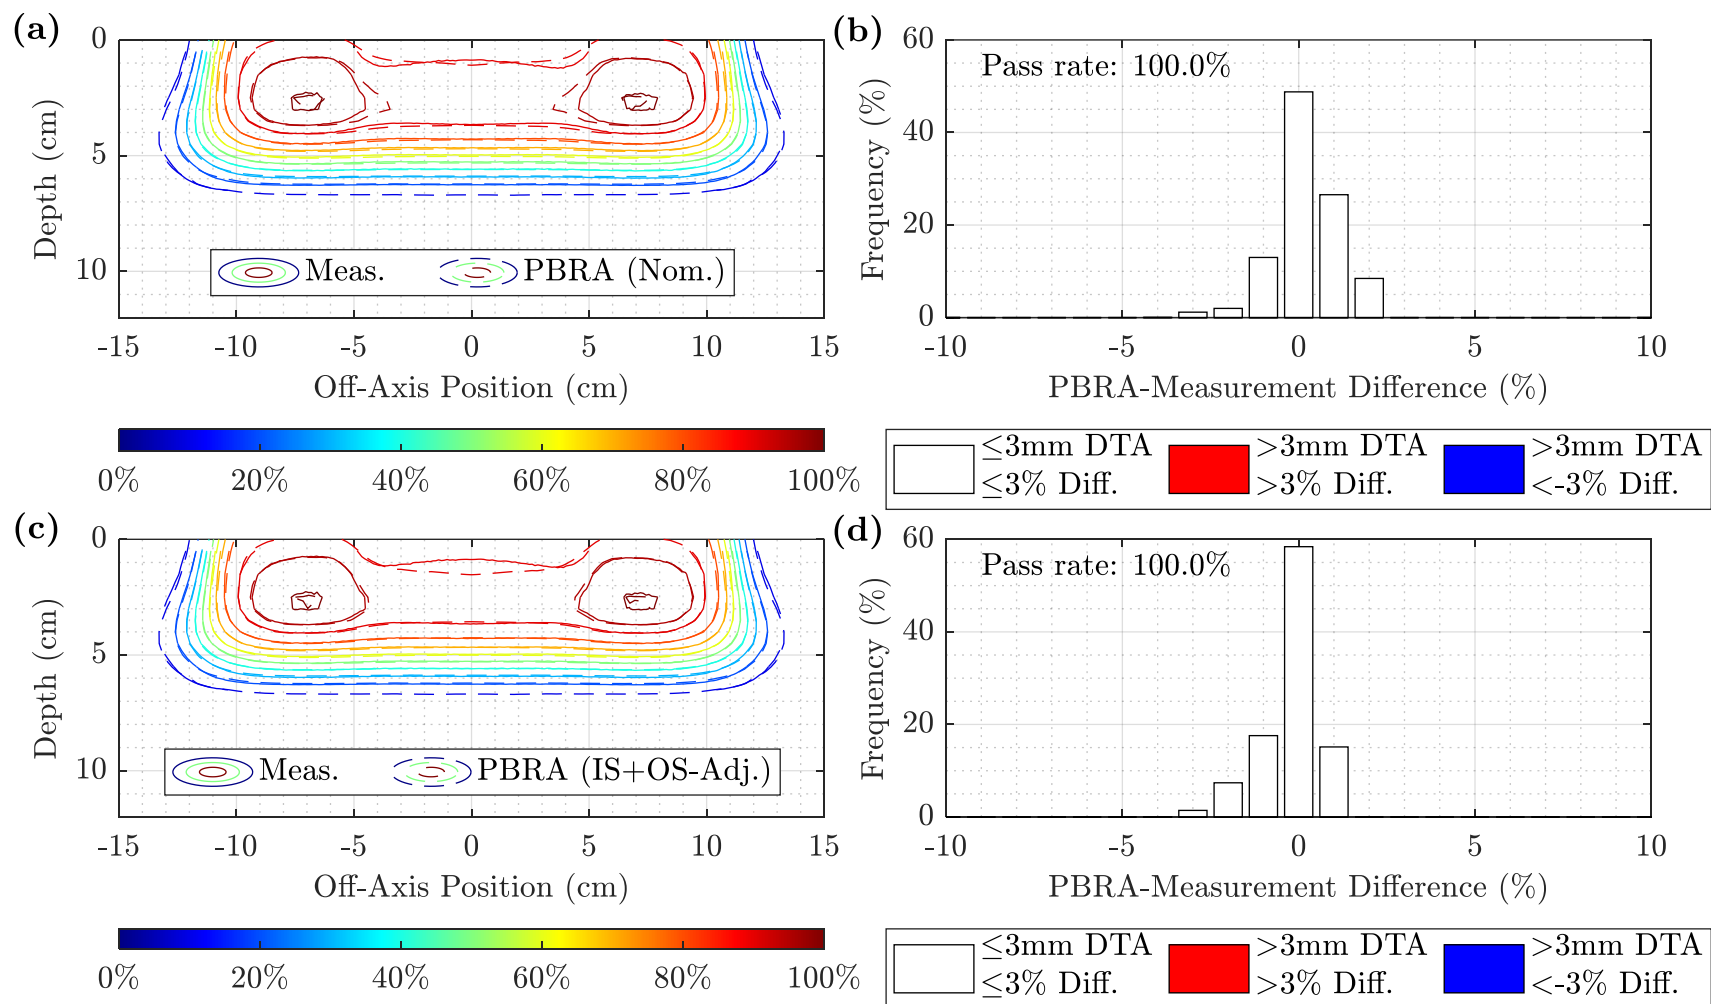 (a)
0
5
10
Depth (cm)
Meas.
PBRA (Nom.)
-15 -10 -5 0 5 10 15
Off-Axis Position (cm)
0% 20% 40% 60% 80% 100%
(b)
60
40
20
0
Frequency (%)
Pass rate: 100.0%
-10 -5 0 5 10
PBRA-Measurement Difference (%)
≤3mm DTA >3mm DTA >3mm DTA
≤3% Diff. >3% Diff. <-3% Diff.
(c)
0
5
10
Depth (cm)
Meas.
PBRA (IS+OS-Adj.)
-15 -10 -5 0 5 10 15
Off-Axis Position (cm)
0% 20% 40% 60% 80% 100%
(d)
60
40
20
0
Frequency (%)
Pass rate: 100.0%
-10 -5 0 5 10
PBRA-Measurement Difference (%)
≤3mm DTA >3mm DTA >3mm DTA
≤3% Diff. >3% Diff. <-3% Diff.